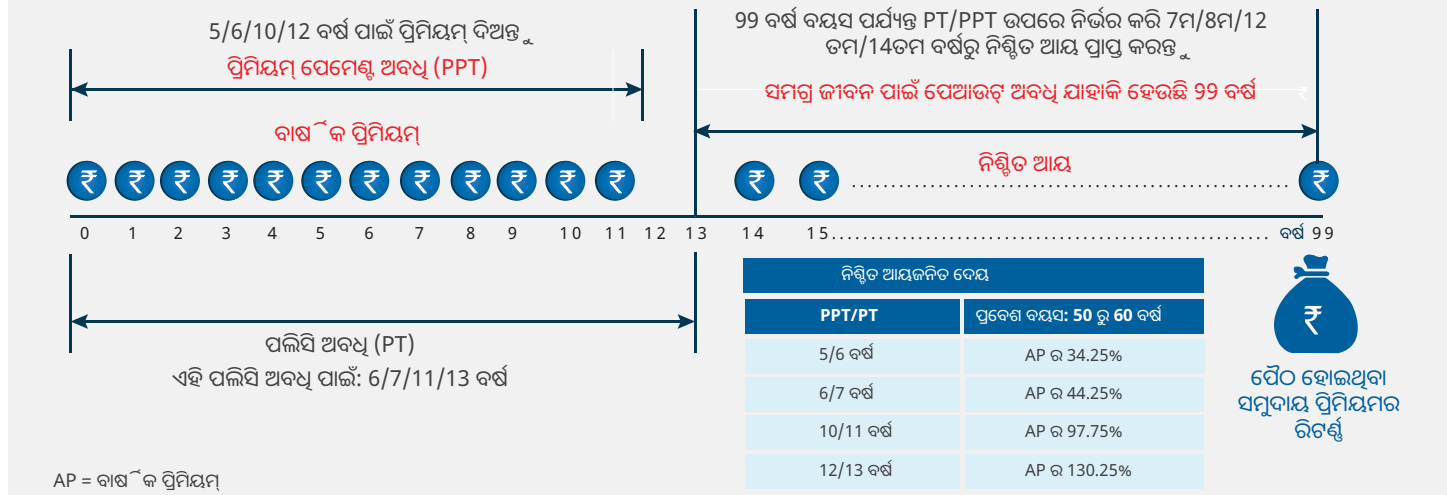 5/6/10/12 ବର୍ଷ ପାଇଁ ପ୍ରିମିୟମ୍ ଦିଅନ୍ତୁ
ପ୍ରିମିୟମ୍ ପେମେଣ୍ଟ ଅବଧି (PPT)
ବାର୍ଷିକ ପ୍ରିମିୟମ୍
99 ବର୍ଷ ବୟସ ପର୍ଯ୍ୟନ୍ତ PT/PPT ଉପରେ ନିର୍ଭର କରି 7ମ/8ମ/12
ତମ/14ତମ ବର୍ଷରୁ ନିଶ୍ଚିତ ଆୟ ପ୍ରାପ୍ତ କରନ୍ତୁ
ସମଗ୍ର ଜୀବନ ପାଇଁ ପେଆଉଟ୍ ଅବଧି ଯାହାକି ହେଉଛି 99 ବର୍ଷ
ନିଶ୍ଚିତ ଆୟ
₹ ₹ ₹ ₹ ₹ ₹ ₹ ₹ ₹ ₹ ₹ ₹ ₹ ₹ ........ ₹
0 1 2 3 4 5 6 7 8 9 10 11 12 13 14 15........ ବର୍ଷ 99
ପଲିସି ଅବଧି (PT)
ଏହି ପଲିସି ଅବଧି ପାଇଁ: 6/7/11/13 ବର୍ଷ
ନିଶ୍ଚିତ ଆୟଜନିତ ଦେୟ
PPT/PT ପ୍ରବେଶ ବୟସ: 50 ରୁ 60 ବର୍ଷ
5/6 ବର୍ଷ AP ର 34.25%
6/7 ବର୍ଷ AP ର 44.25%
10/11 ବର୍ଷ AP ର 97.75%
12/13 ବର୍ଷ AP ର 130.25%
₹
ପୈଠ ହୋଇଥିବା
ସମୁଦାୟ ପ୍ରିମିୟମର
ରିଟର୍ଣ୍ଣ
AP = ବାର୍ଷିକ ପ୍ରିମିୟମ୍